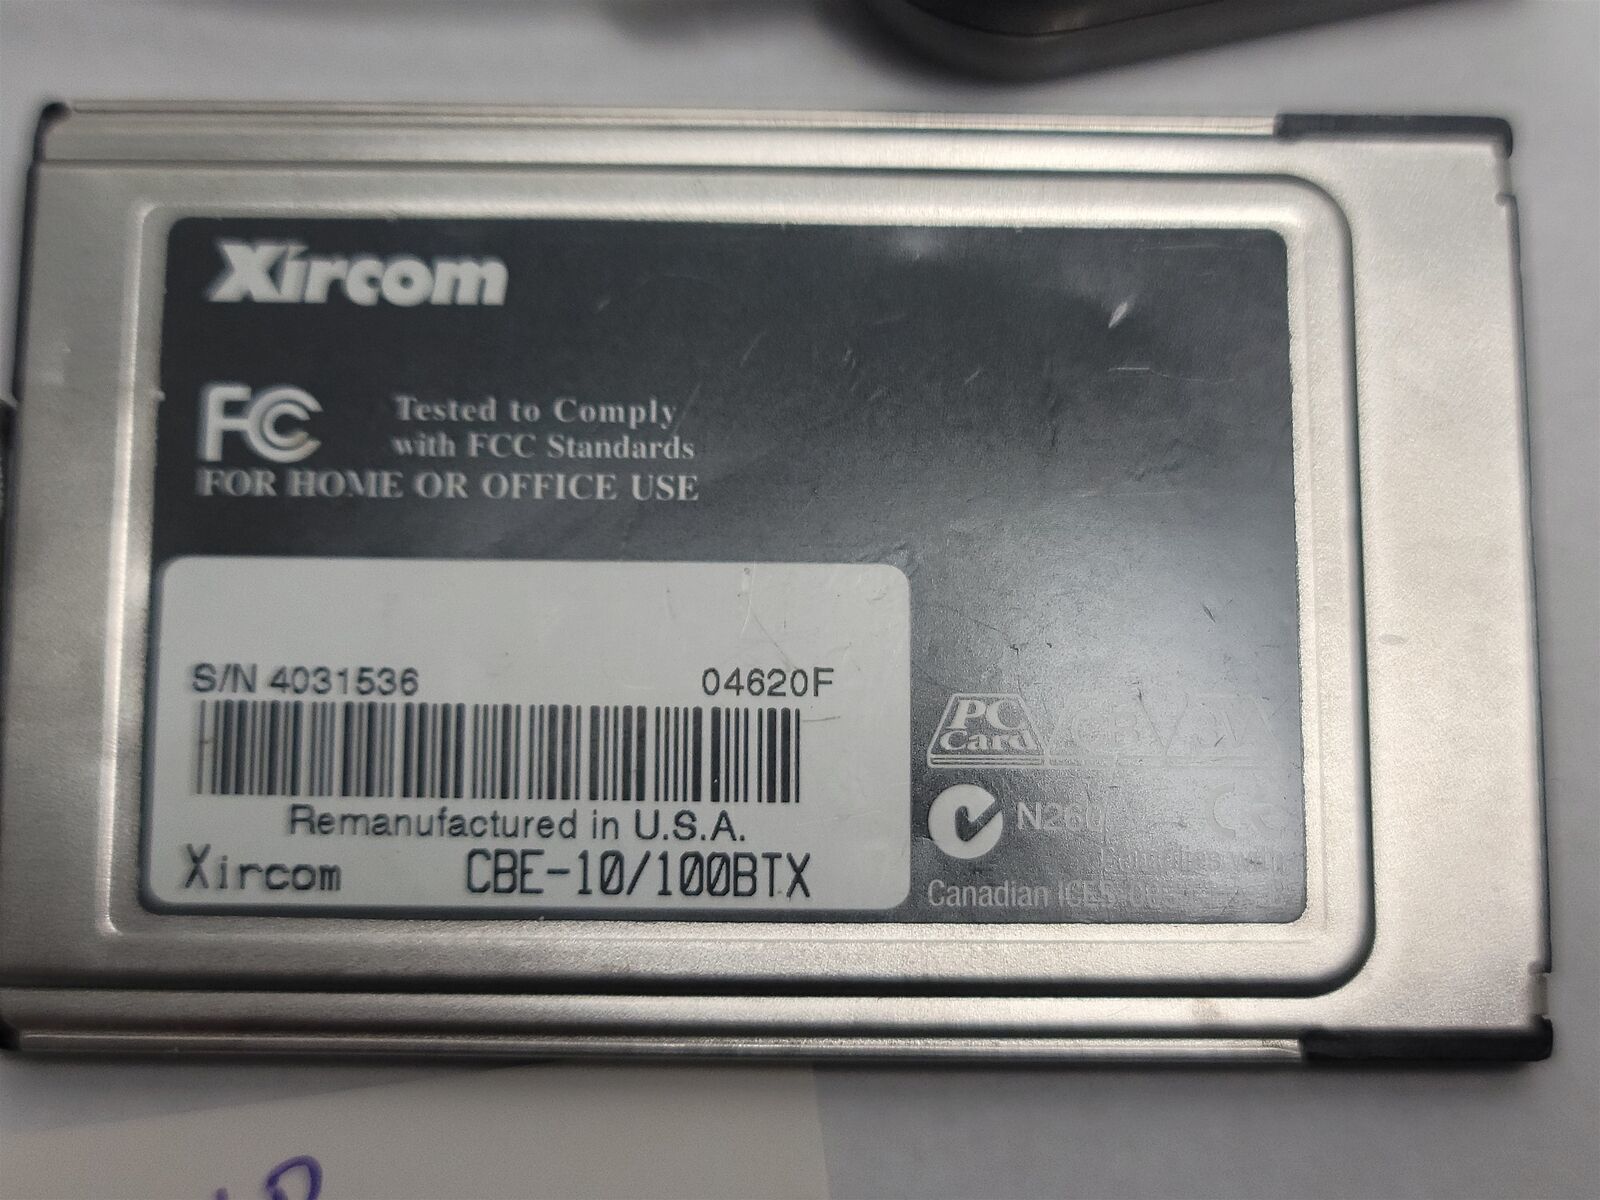 Xircom
FC Tested to Comply
with FCC Standards
FOR HOME OR OFFICE USE
S/N 4031536 04620F
Remanufactured in U.S.A.
Xircom CBE-10/100BTX
PC
Card
Canadian